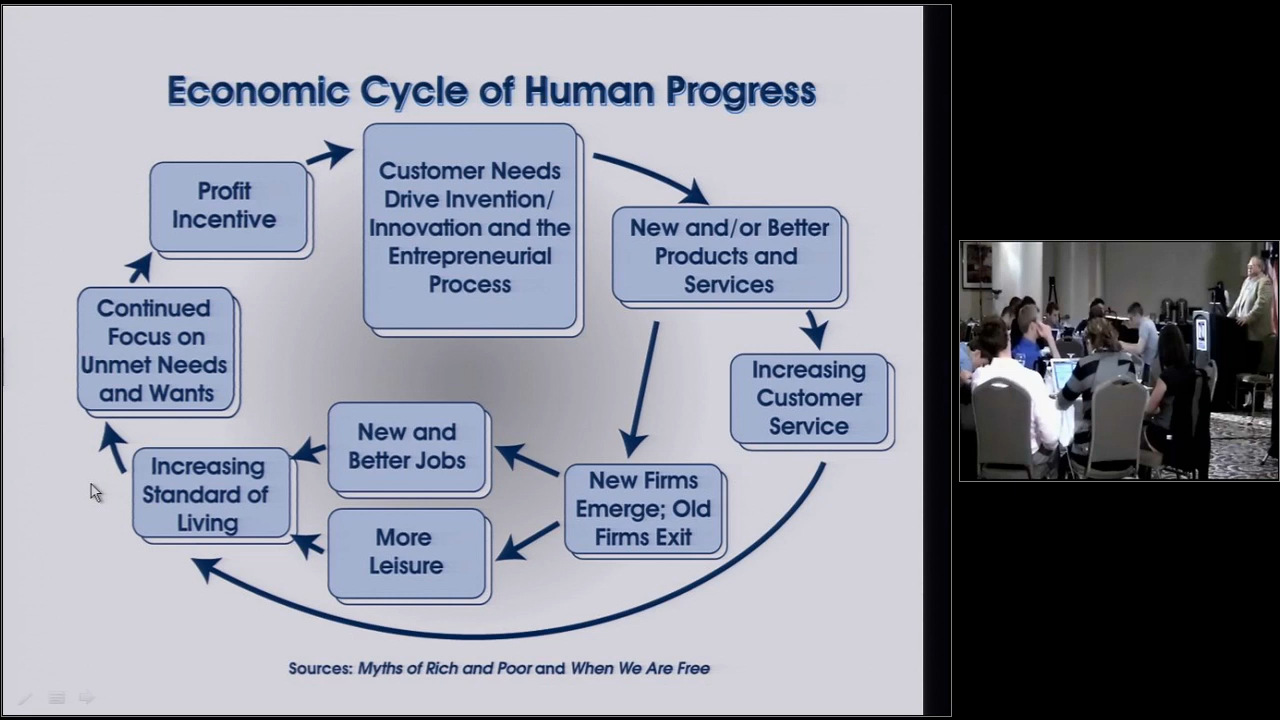 Economic Cycle of Human Progress
Profit
Incentive
Customer Needs
Drive Invention/
Innovation and the
Entrepreneurial
Process
New and/or Better
Products and
Services
Continued
Focus on
Unmet Needs
and Wants
Increasing
Customer
Service
New and
Better Jobs
Increasing
Standard of
Living
New Firms
Emerge; Old
Firms Exit
More
Leisure
Sources: Myths of Rich and Poor and When We Are Free